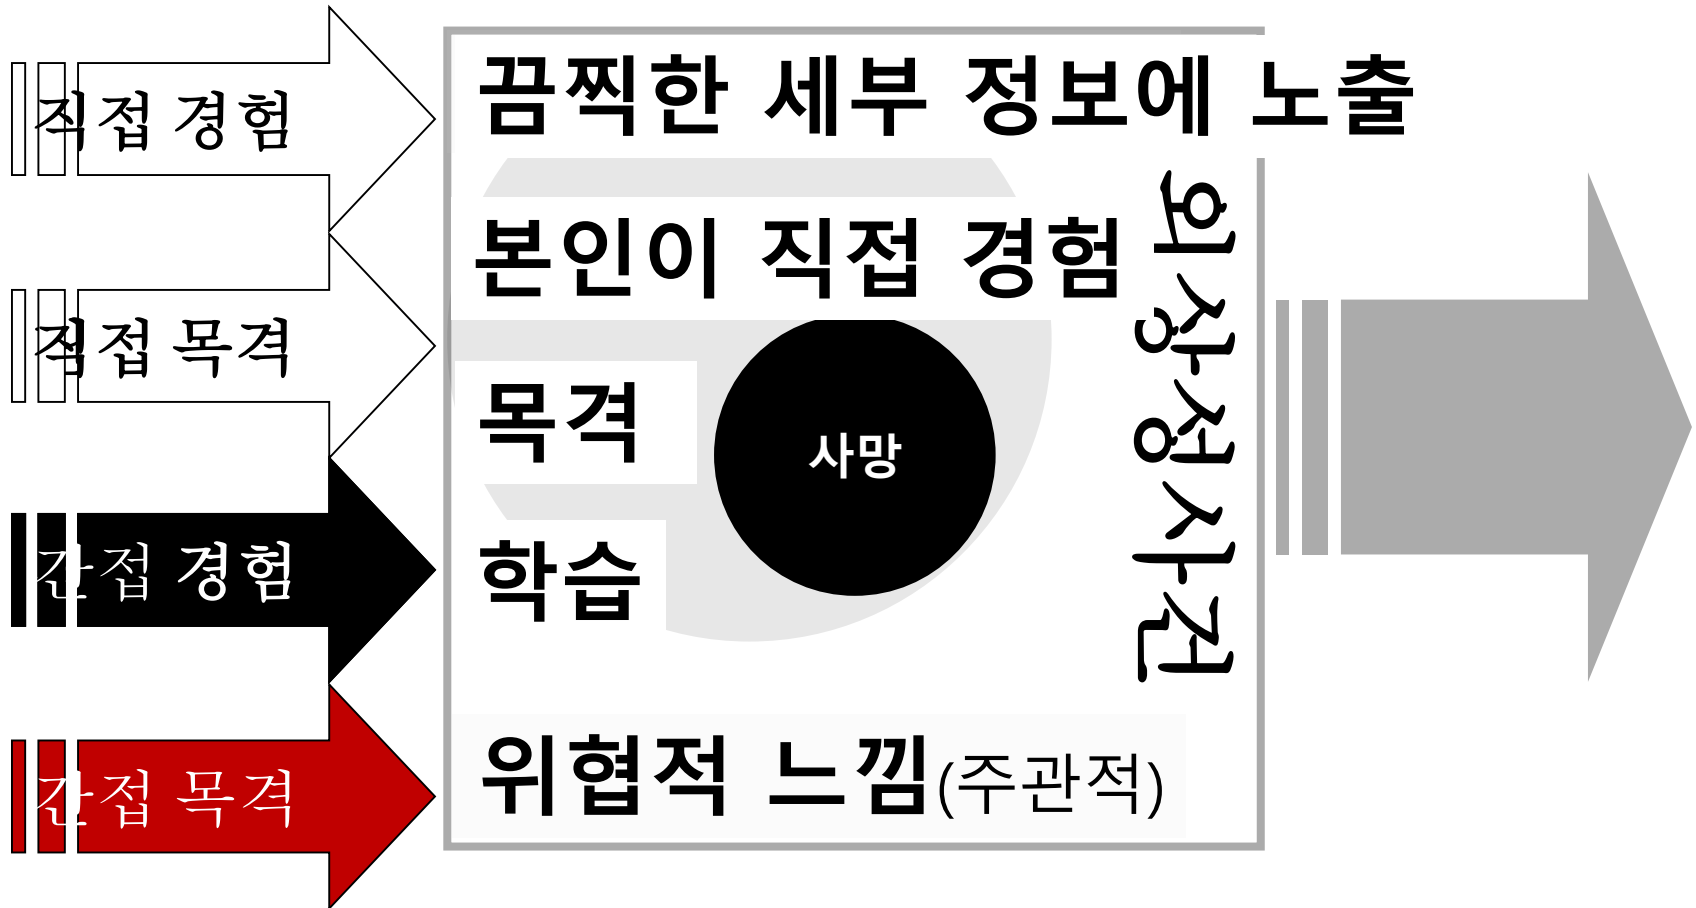 직접 경험
직접 목격
간접 경험
간접 목격
끔찍한 세부 정보에 노출
본인이 직접 경험
목격
학습
위협적 느낌(주관적)
사망
외상성사건